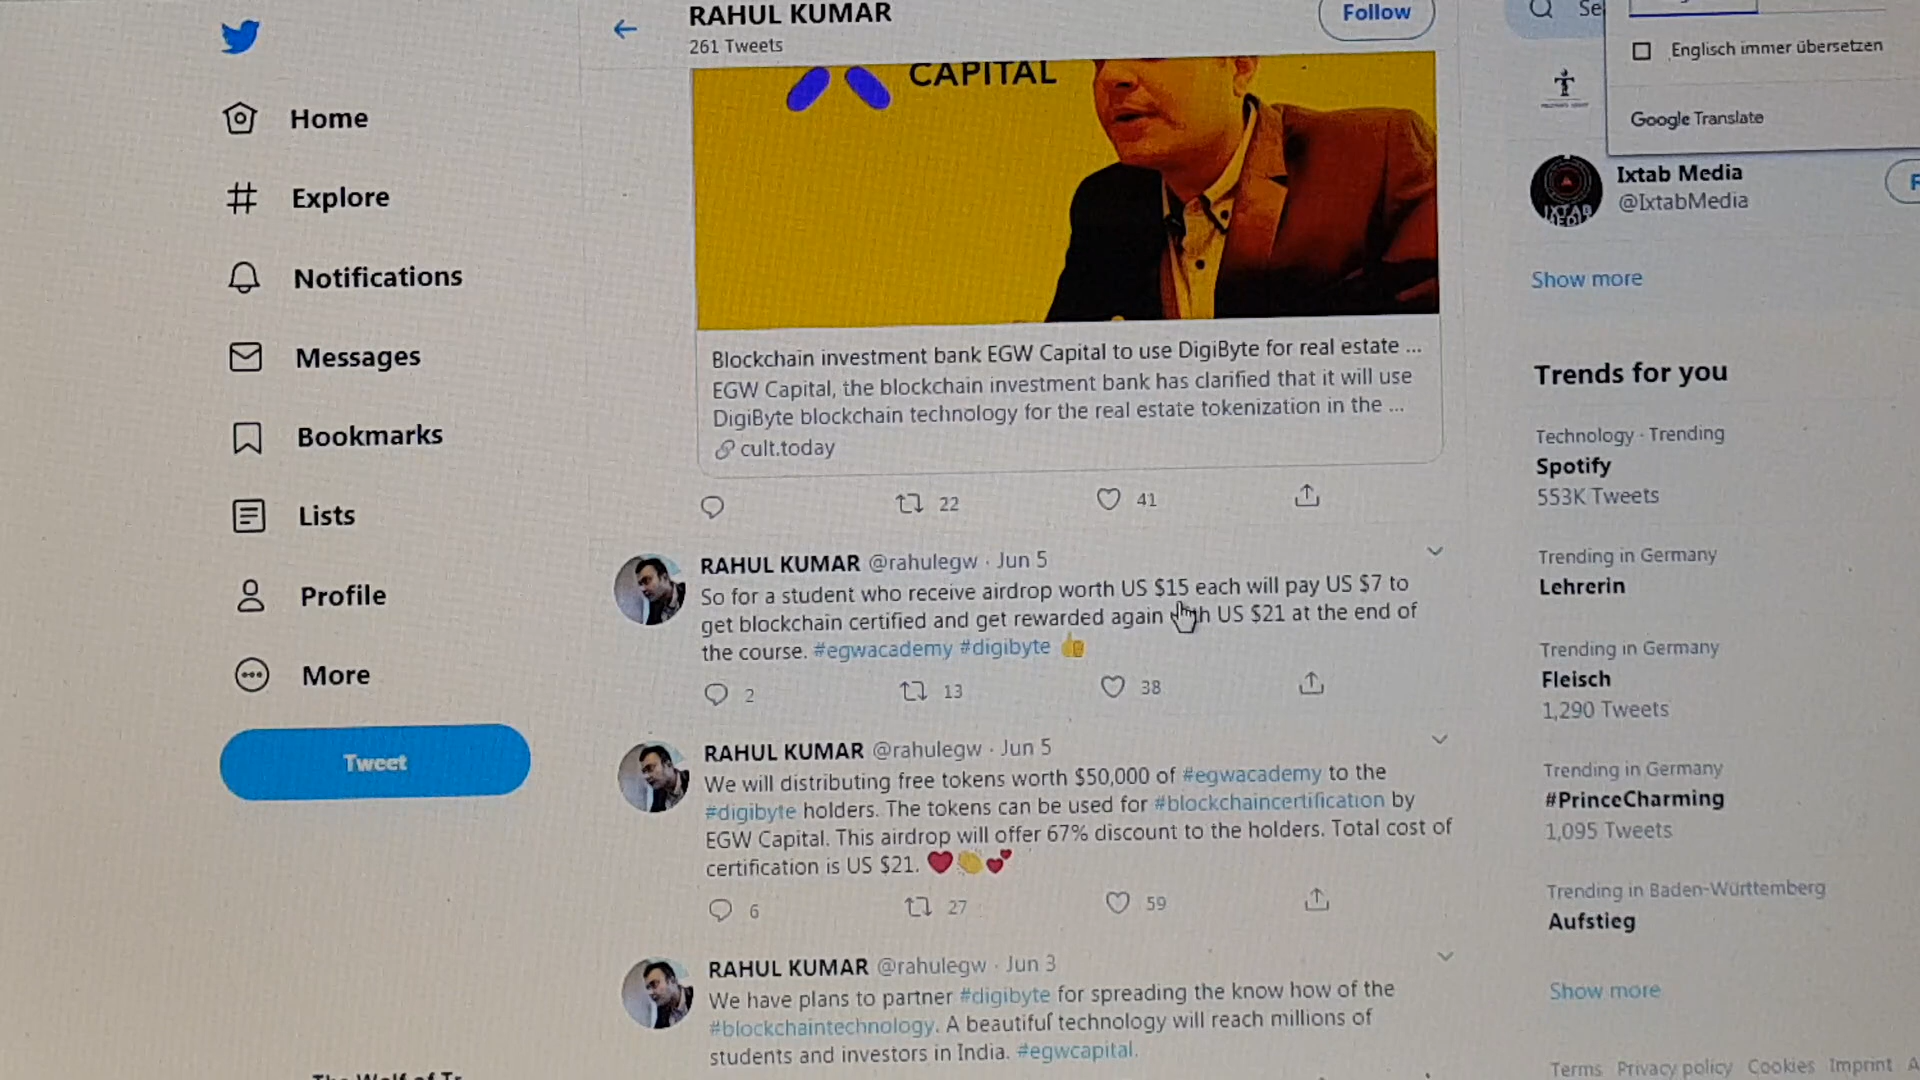 RAHUL KUMAR
261 Tweets
Follow
Home
Explore
Notifications
Messages
Bookmarks
Lists
Profile
More
Tweet
CAPITAL
Blockchain investment bank EGW Capital to use DigiByte for real estate ...
EGW Capital, the blockchain investment bank has clarified that it will use
DigiByte blockchain technology for the real estate tokenization in the ...
cult.today
22
41
RAHUL KUMAR @rahulegw · Jun 5
So for a student who receive airdrop worth US $15 each will pay US $7 to
get blockchain certified and get rewarded again US $21 at the end of
the course. #egwacademy #digibyte 👍
2
13
38
RAHUL KUMAR @rahulegw · Jun 5
We will distributing free tokens worth $50,000 of #egwacademy to the
#digibyte holders. The tokens can be used for #blockchaincertification by
EGW Capital. This airdrop will offer 67% discount to the holders. Total cost of
certification is US $21. ❤️👏💕
6
27
59
RAHUL KUMAR @rahulegw · Jun 3
We have plans to partner #digibyte for spreading the know how of the
#blockchaintechnology. A beautiful technology will reach millions of
students and investors in India. #egwcapital.
Se
Englisch immer übersetzen
Google Translate
IXTAB
MEDIA
Ixtab Media
@IxtabMedia
F
Show more
Trends for you
Technology · Trending
Spotify
553K Tweets
Trending in Germany
Lehrerin
Trending in Germany
Fleisch
1,290 Tweets
Trending in Germany
#PrinceCharming
1,095 Tweets
Trending in Baden-Württemberg
Aufstieg
Show more
Terms Privacy policy Cookies Imprint A